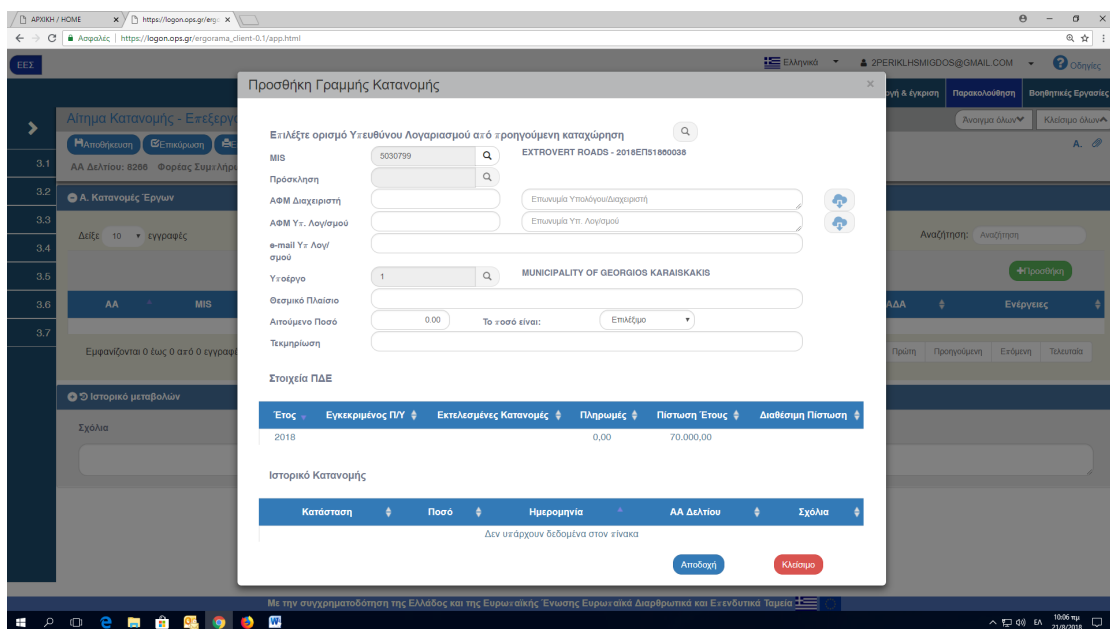 ΑΡΧΙΚΗ / HOME
https://logon.ops.gr/ergo
Ασφαλές | https://logon.ops.gr/ergorama_client-0.1/app.html
ΕΕΣ
Ελληνικά
2PERIKLHSMIGDOS@GMAIL.COM
Οδηγίες
ογή & έγκριση
Παρακολούθηση
Βοηθητικές Εργασίες
Αίτημα Κατανομής - Επεξεργ
Άνοιγμα όλων
Κλείσιμο όλων
Αποθήκευση
Επικύρωση
Α.
ΑΑ Δελτίου: 8266 Φορέας Συμπλήρω
3.1
3.2
3.3
3.4
3.5
3.6
3.7
Α. Κατανομές Έργων
Δείξε 10 εγγραφές
Αναζήτηση: Αναζήτηση
Προσθήκη
ΑΑ
MIS
ΑΔΑ
Ενέργειες
Εμφανίζονται 0 έως 0 από 0 εγγραφέ
Πρώτη
Προηγούμενη
Επόμενη
Τελευταία
Ιστορικό μεταβολών
Σχόλια
Προσθήκη Γραμμής Κατανομής
×
Επιλέξτε ορισμό Υπευθύνου Λογαριασμού από προηγούμενη καταχώρηση
MIS
5030799
EXTROVERT ROADS - 2018ΕΠ51860038
Πρόσκληση
ΑΦΜ Διαχειριστή
Επωνυμία Υπολόγου/Διαχειριστή
ΑΦΜ Υπ. Λογ/σμού
Επωνυμία Υπ. Λογ/σμού
e-mail Υπ Λογ/
σμού
Υποέργο
1
MUNICIPALITY OF GEORGIOS KARAISKAKIS
Θεσμικό Πλαίσιο
Αιτούμενο Ποσό
0.00
Το ποσό είναι:
Επιλέξιμο
Τεκμηρίωση
Στοιχεία ΠΔΕ
Έτος
Εγκεκριμένος Π/Υ
Εκτελεσμένες Κατανομές
Πληρωμές
Πίστωση Έτους
Διαθέσιμη Πίστωση
2018
0,00
70.000,00
Ιστορικό Κατανομής
Κατάσταση
Ποσό
Ημερομηνία
ΑΑ Δελτίου
Σχόλια
Δεν υπάρχουν δεδομένα στον πίνακα
Αποδοχή
Κλείσιμο
Με την συγχρηματοδότηση της Ελλάδος και της Ευρωπαϊκής Ένωσης Ευρωπαϊκά Διαρθρωτικά και Επενδυτικά Ταμεία
ΕΛ
10:06 πμ
21/8/2018